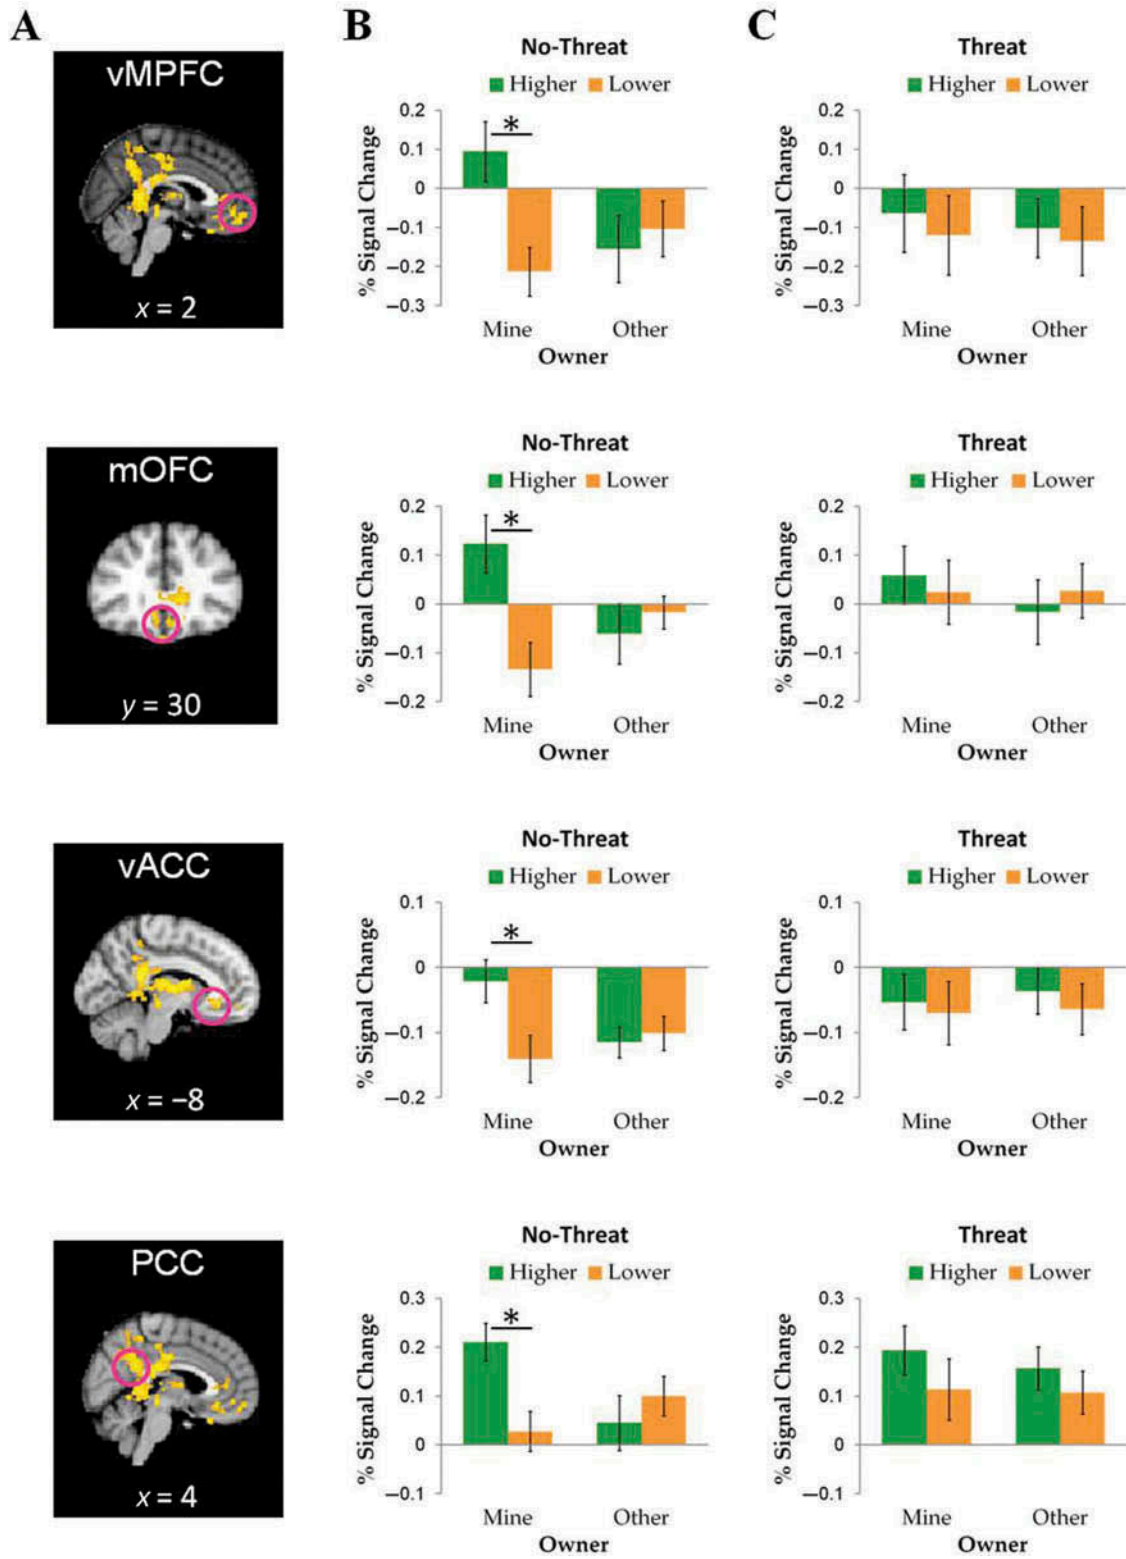 A
B
C
vMPFC
x = 2
No-Threat
Higher Lower
% Signal Change
0.2
0.1
0
–0.1
–0.2
–0.3
Mine Other
Owner
Threat
Higher Lower
% Signal Change
0.2
0.1
0
–0.1
–0.2
–0.3
Mine Other
Owner
mOFC
y = 30
No-Threat
Higher Lower
% Signal Change
0.2
0.1
0
–0.1
–0.2
*
Mine Other
Owner
Threat
Higher Lower
% Signal Change
0.2
0.1
0
–0.1
–0.2
Mine Other
Owner
vACC
x = –8
No-Threat
Higher Lower
% Signal Change
0.1
0
–0.1
–0.2
*
Mine Other
Owner
Threat
Higher Lower
% Signal Change
0.1
0
–0.1
–0.2
Mine Other
Owner
PCC
x = 4
No-Threat
Higher Lower
% Signal Change
0.3
0.2
0.1
0
–0.1
*
Mine Other
Owner
Threat
Higher Lower
% Signal Change
0.3
0.2
0.1
0
–0.1
Mine Other
Owner